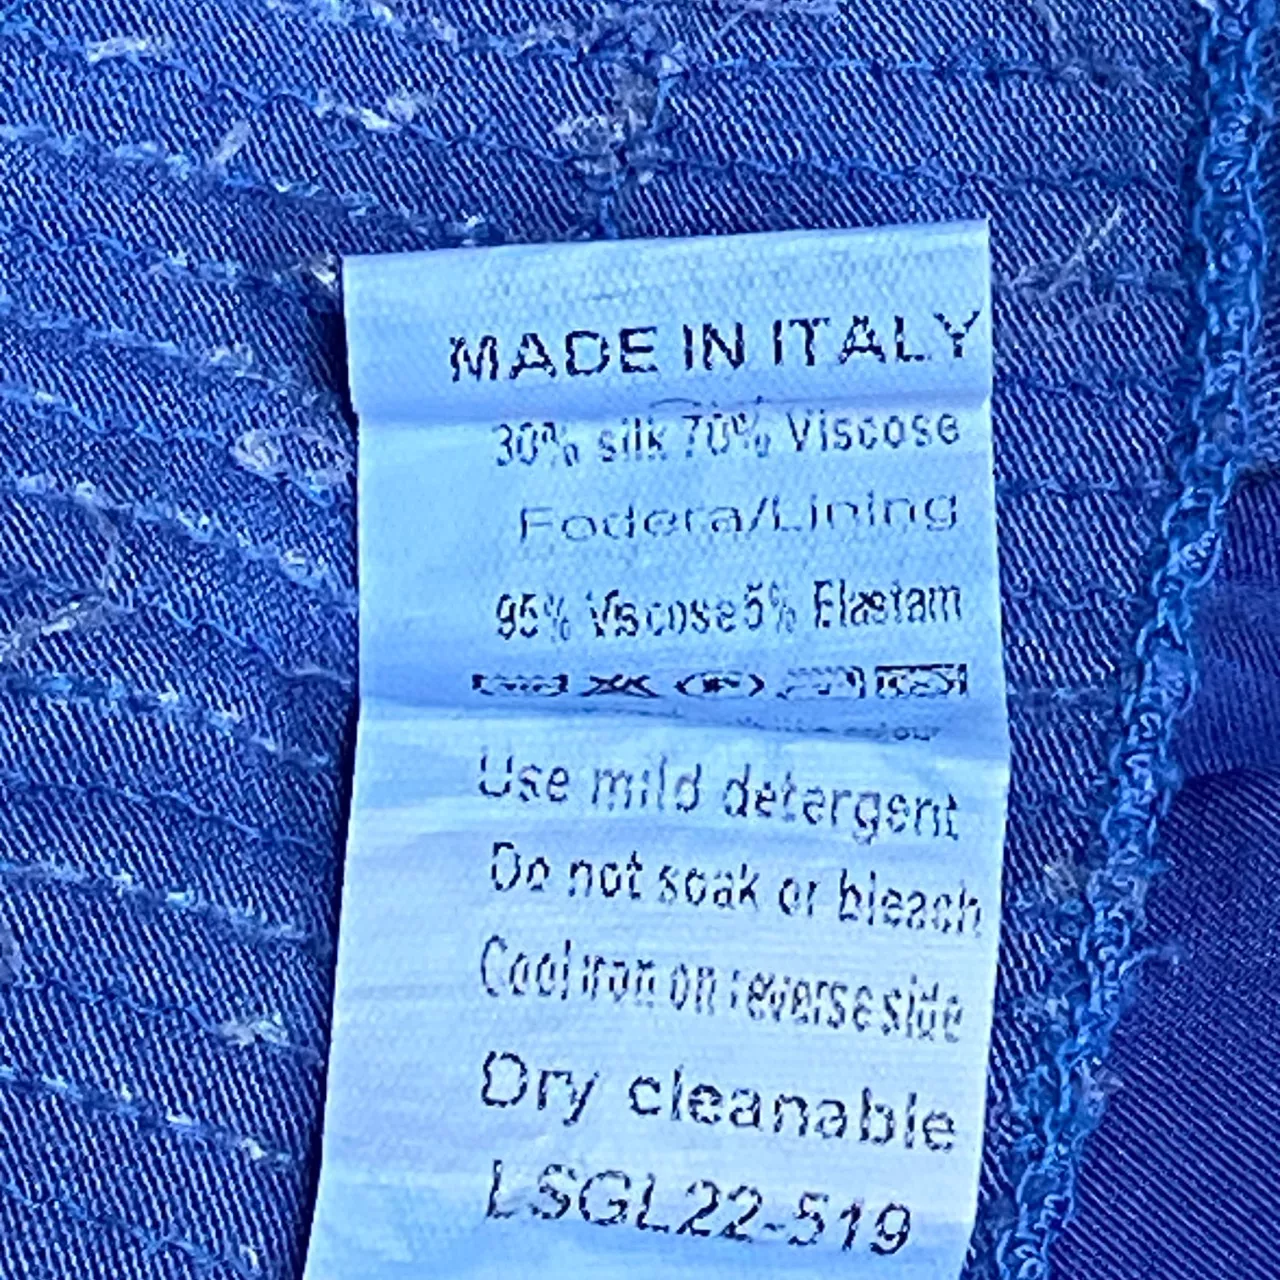 MADE IN ITALY
30% silk 70% Viscose
Fodera/Lining
95% Viscose 5% Elastam
Use mild detergent
Do not soak or bleach
Cool iron on reverse side
Dry cleanable
LSGL22-519